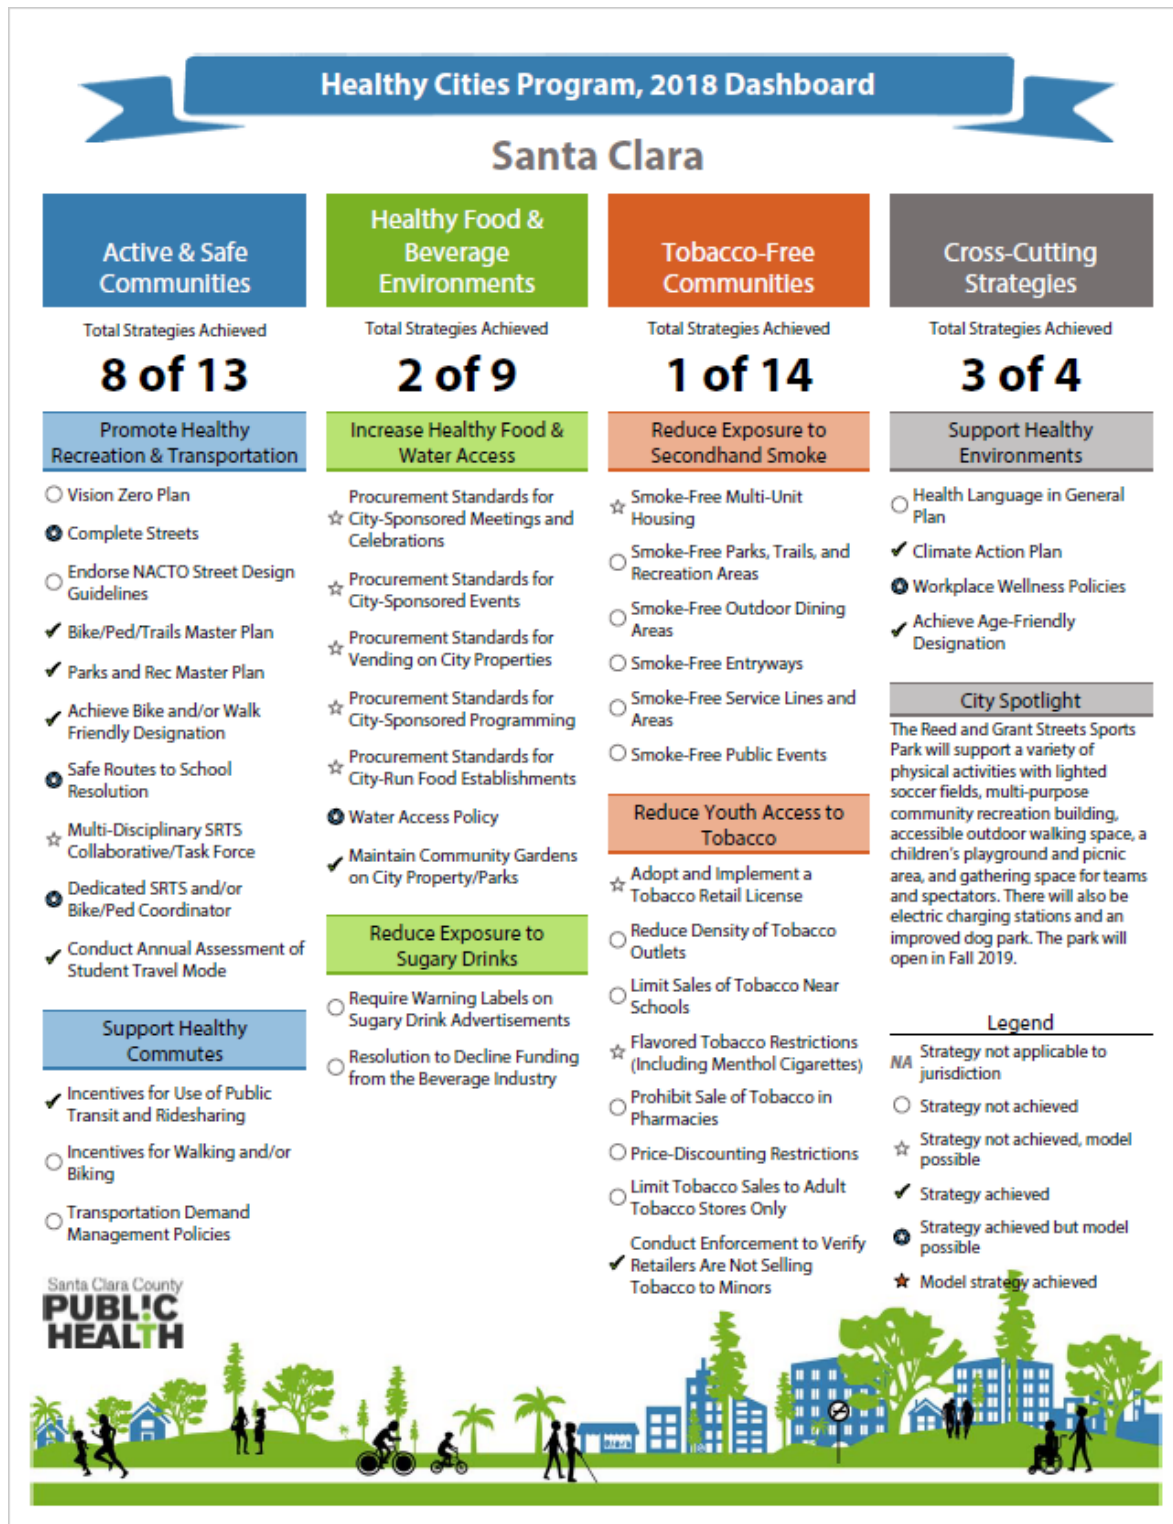 Healthy Cities Program, 2018 Dashboard
Santa Clara
Active & Safe
Communities
Total Strategies Achieved
8 of 13
Promote Healthy
Recreation & Transportation
Vision Zero Plan
Complete Streets
Endorse NACTO Street Design
Guidelines
Bike/Ped/Trails Master Plan
Parks and Rec Master Plan
Achieve Bike and/or Walk
Friendly Designation
Safe Routes to School
Resolution
Multi-Disciplinary SRTS
Collaborative/Task Force
Dedicated SRTS and/or
Bike/Ped Coordinator
Conduct Annual Assessment of
Student Travel Mode
Support Healthy
Commutes
Incentives for Use of Public
Transit and Ridesharing
Incentives for Walking and/or
Biking
Transportation Demand
Management Policies
Healthy Food &
Beverage
Environments
Total Strategies Achieved
2 of 9
Increase Healthy Food &
Water Access
Procurement Standards for
City-Sponsored Meetings and
Celebrations
Procurement Standards for
City-Sponsored Events
Procurement Standards for
Vending on City Properties
Procurement Standards for
City-Sponsored Programming
Procurement Standards for
City-Run Food Establishments
Water Access Policy
Maintain Community Gardens
on City Property/Parks
Reduce Exposure to
Sugary Drinks
Require Warning Labels on
Sugary Drink Advertisements
Resolution to Decline Funding
from the Beverage Industry
Tobacco-Free
Communities
Total Strategies Achieved
1 of 14
Reduce Exposure to
Secondhand Smoke
Smoke-Free Multi-Unit
Housing
Smoke-Free Parks, Trails, and
Recreation Areas
Smoke-Free Outdoor Dining
Areas
Smoke-Free Entryways
Smoke-Free Service Lines and
Areas
Smoke-Free Public Events
Reduce Youth Access to
Tobacco
Adopt and Implement a
Tobacco Retail License
Reduce Density of Tobacco
Outlets
Limit Sales of Tobacco Near
Schools
Flavored Tobacco Restrictions
(Including Menthol Cigarettes)
Prohibit Sale of Tobacco in
Pharmacies
Price-Discounting Restrictions
Limit Tobacco Sales to Adult
Tobacco Stores Only
Conduct Enforcement to Verify
Retailers Are Not Selling
Tobacco to Minors
Cross-Cutting
Strategies
Total Strategies Achieved
3 of 4
Support Healthy
Environments
Health Language in General
Plan
Climate Action Plan
Workplace Wellness Policies
Achieve Age-Friendly
Designation
City Spotlight
The Reed and Grant Streets Sports
Park will support a variety of
physical activities with lighted
soccer fields, multi-purpose
community recreation building,
accessible outdoor walking space, a
children's playground and picnic
area, and gathering space for teams
and spectators. There will also be
electric charging stations and an
improved dog park. The park will
open in Fall 2019.
Legend
NA Strategy not applicable to
jurisdiction
Strategy not achieved
Strategy not achieved, model
possible
Strategy achieved
Strategy achieved but model
possible
Model strategy achieved
Santa Clara County
PUBLIC
HEALTH